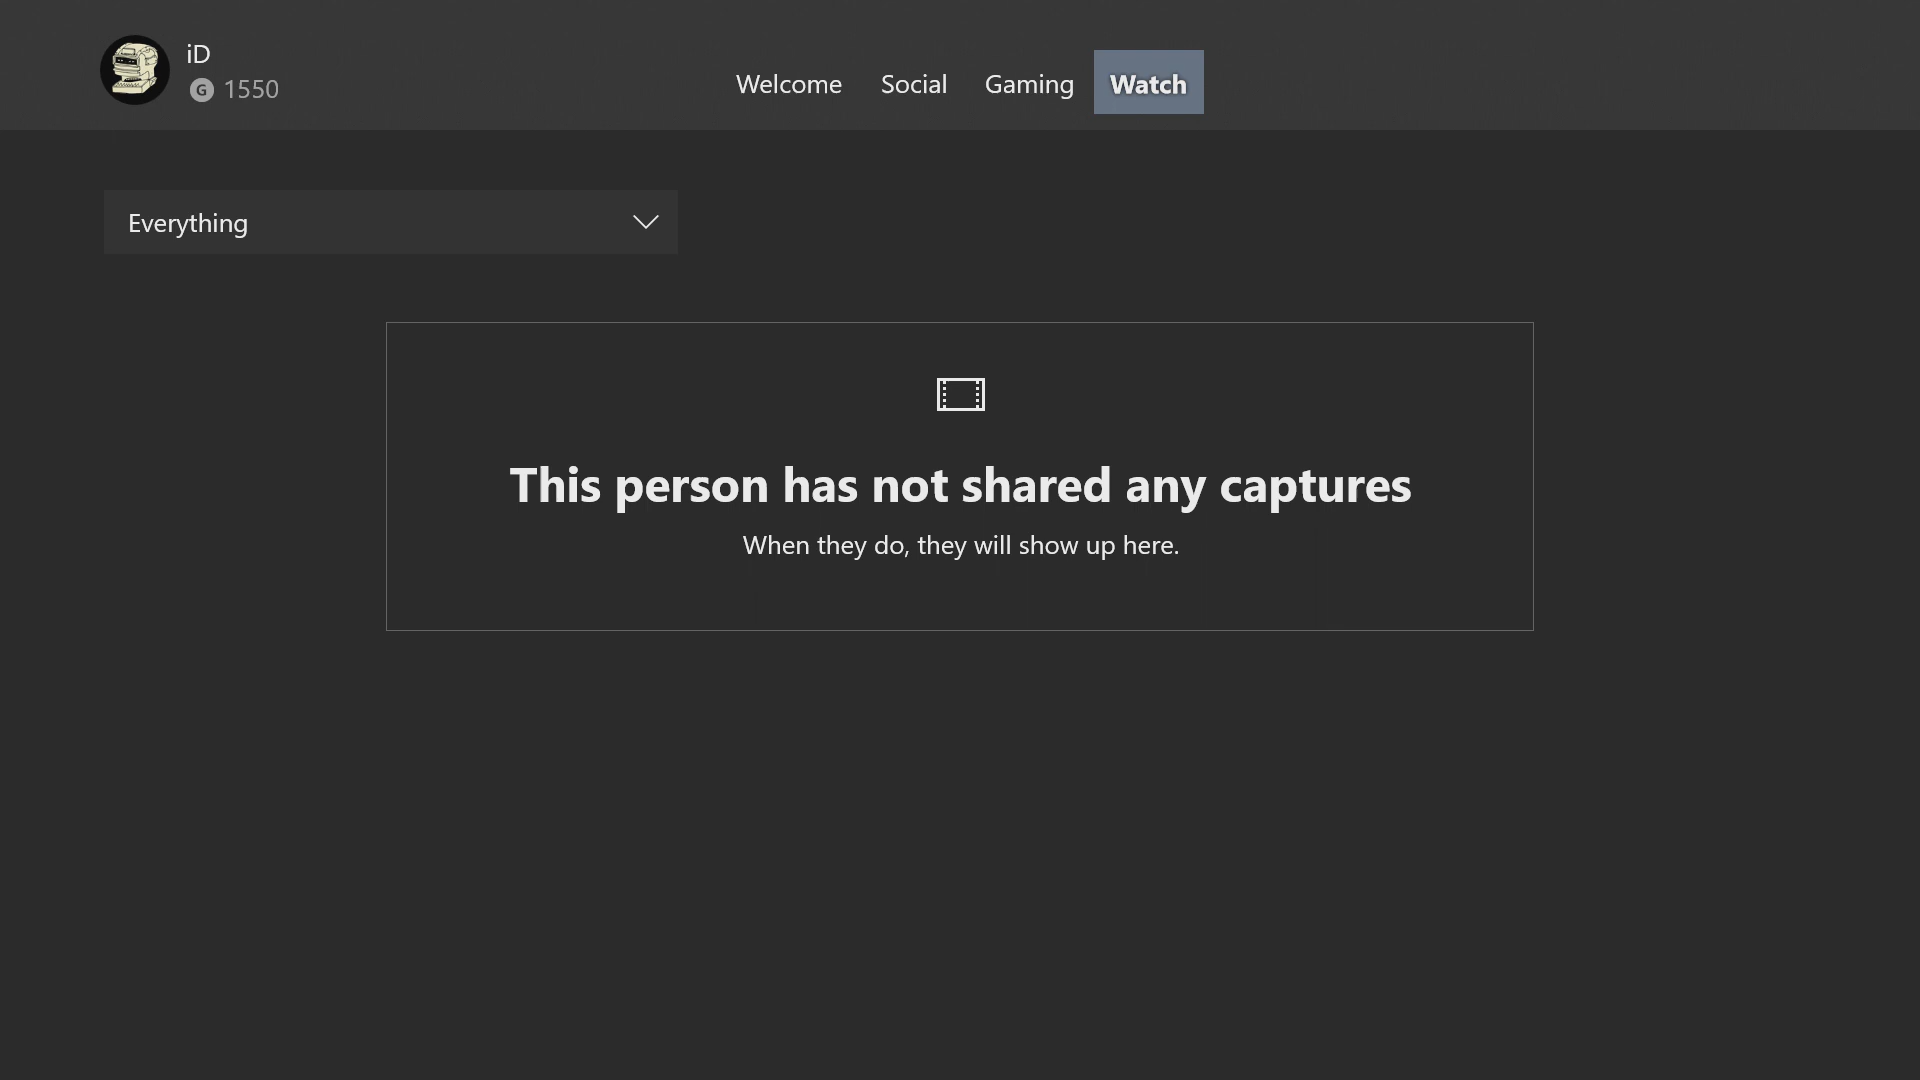 iD
G 1550
Welcome Social Gaming Watch
Everything
This person has not shared any captures
When they do, they will show up here.